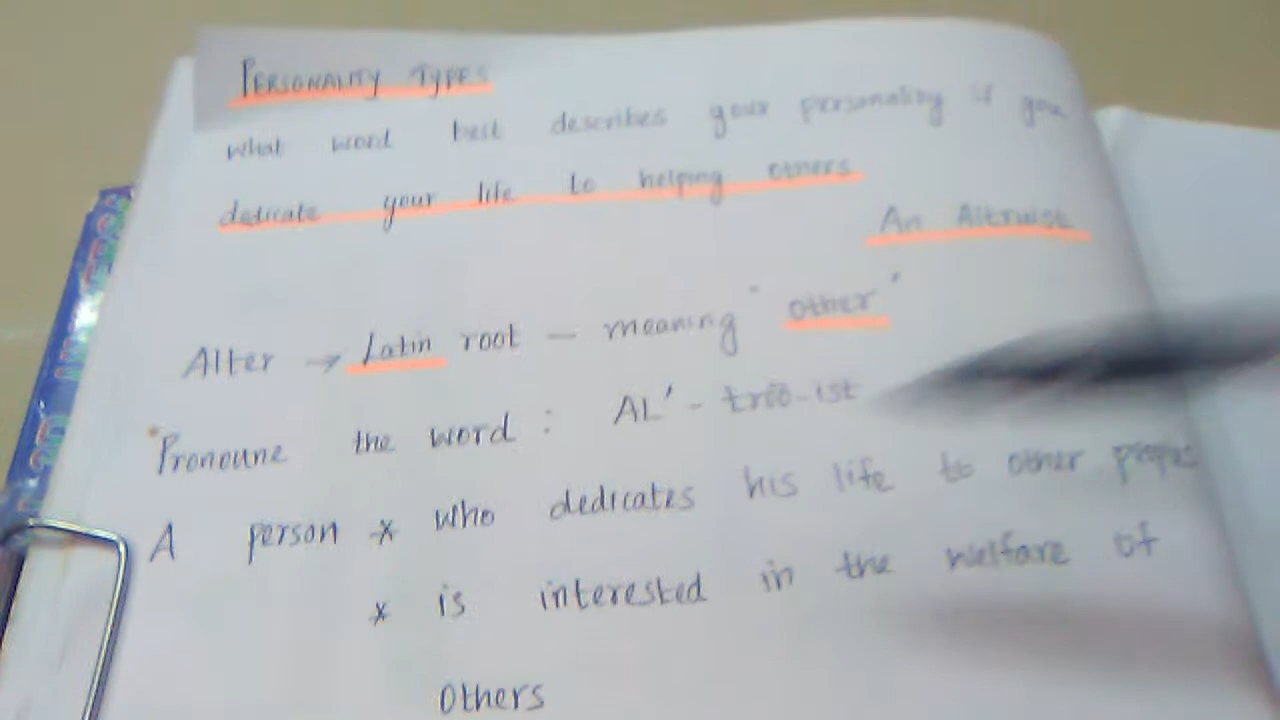 PERSONALITY TYPES
what word best describes your personality if you
dedicate your life to helping others
An Altruist
Alter → Latin root — meaning "other"
Pronoune the word : AL' - troo-ist
A person * who dedicates his life to other
* is interested in the welfare of
Others